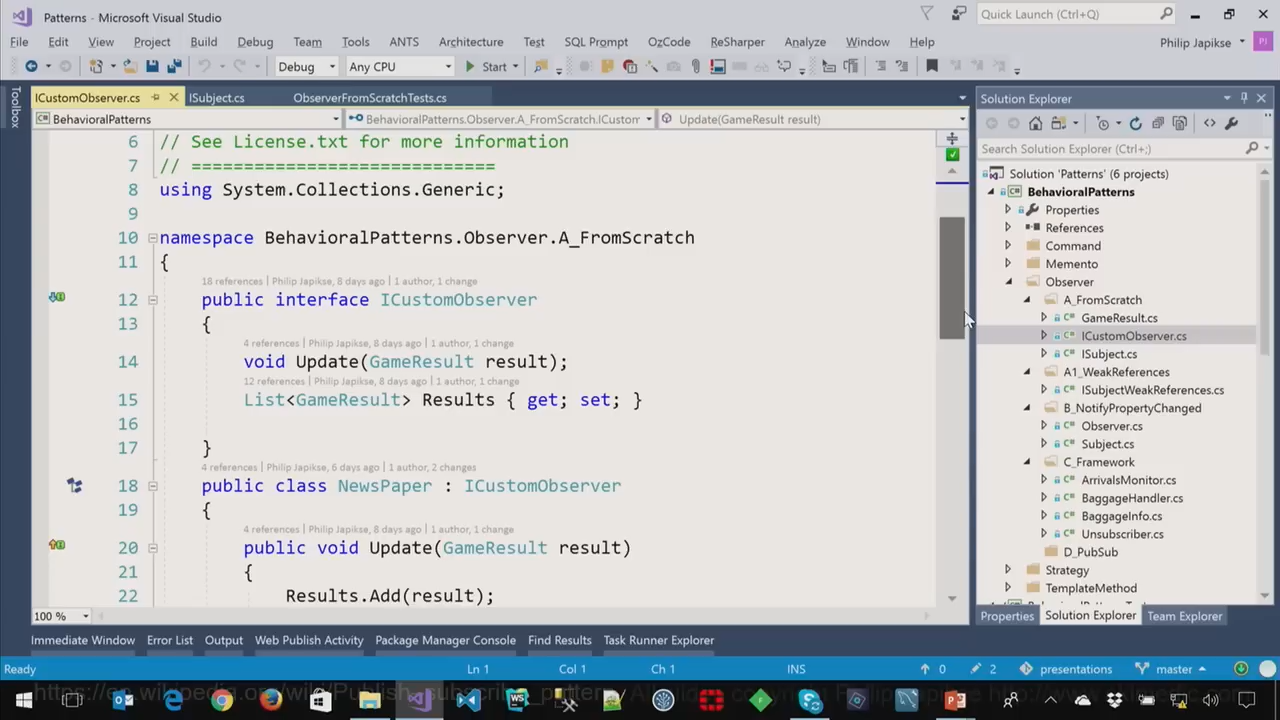 Patterns - Microsoft Visual Studio
Quick Launch (Ctrl+Q)
File Edit View Project Build Debug Team Tools ANTS Architecture Test SQL Prompt OzCode ReSharper Analyze Window Help
Philip Japikse PJ
Debug Any CPU Start
Toolbox
ICustomObserver.cs ISubject.cs ObserverFromScratchTests.cs
BehavioralPatterns BehavioralPatterns.Observer.A_FromScratch.ICustom Update(GameResult result)
6 // See License.txt for more information
7 // =============================
8 using System.Collections.Generic;
9
10 namespace BehavioralPatterns.Observer.A_FromScratch
11 {
18 references | Philip Japikse, 8 days ago | 1 author, 1 change
12 public interface ICustomObserver
13 {
4 references | Philip Japikse, 8 days ago | 1 author, 1 change
14 void Update(GameResult result);
12 references | Philip Japikse, 8 days ago | 1 author, 1 change
15 List<GameResult> Results { get; set; }
16
17 }
4 references | Philip Japikse, 6 days ago | 1 author, 2 changes
18 public class NewsPaper : ICustomObserver
19 {
4 references | Philip Japikse, 8 days ago | 1 author, 1 change
20 public void Update(GameResult result)
21 {
22 Results.Add(result);
100 %
Solution Explorer
Search Solution Explorer (Ctrl+;)
Solution 'Patterns' (6 projects)
BehavioralPatterns
Properties
References
Command
Memento
Observer
A_FromScratch
GameResult.cs
ICustomObserver.cs
ISubject.cs
A1_WeakReferences
ISubjectWeakReferences.cs
B_NotifyPropertyChanged
Observer.cs
Subject.cs
C_Framework
ArrivalsMonitor.cs
BaggageHandler.cs
BaggageInfo.cs
Unsubscriber.cs
D_PubSub
Strategy
TemplateMethod
Properties Solution Explorer Team Explorer
Immediate Window Error List Output Web Publish Activity Package Manager Console Find Results Task Runner Explorer
Ready Ln 1 Col 1 Ch 1 INS 0 2 presentations master